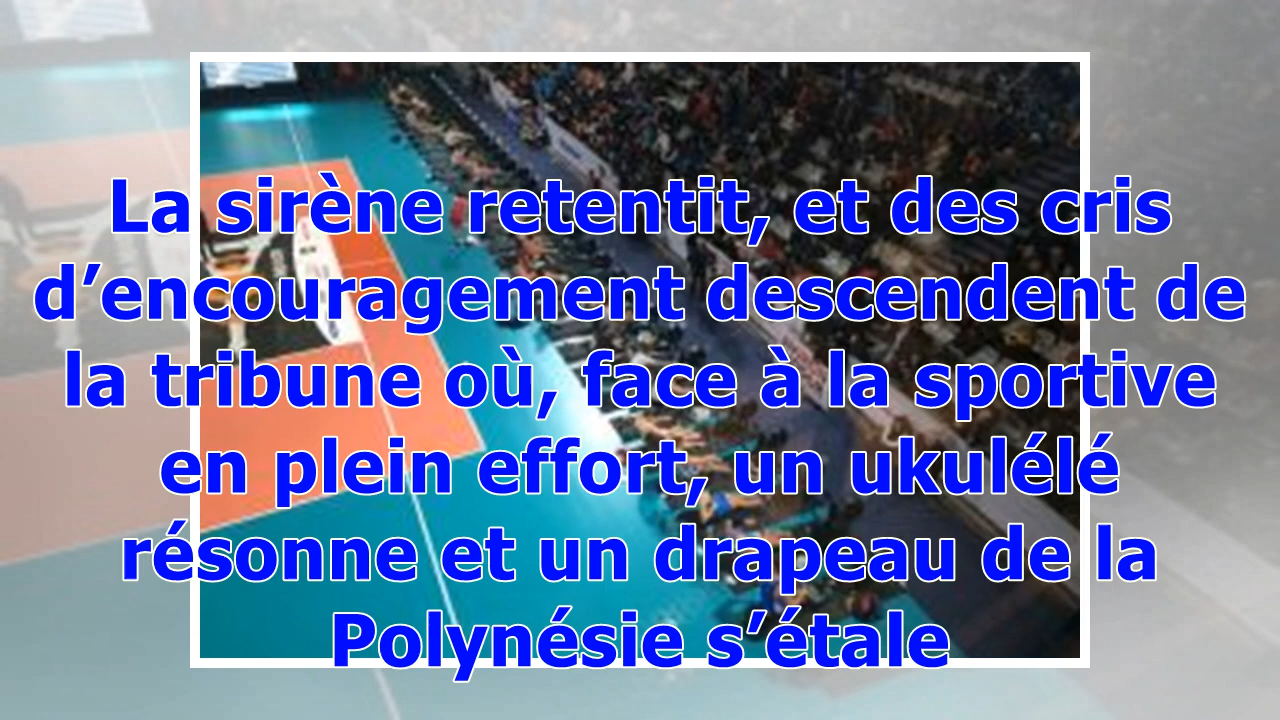 La sirène retentit, et des cris
d’encouragement descendent de
la tribune où, face à la sportive
en plein effort, un ukulélé
résonne et un drapeau de la
Polynésie s’étale